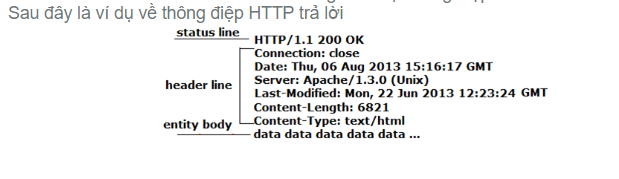 Sau đây là ví dụ về thông điệp HTTP trả lời
status line
HTTP/1.1 200 OK
header line
Connection: close
Date: Thu, 06 Aug 2013 15:16:17 GMT
Server: Apache/1.3.0 (Unix)
Last-Modified: Mon, 22 Jun 2013 12:23:24 GMT
Content-Length: 6821
Content-Type: text/html
entity body
data data data data data ...